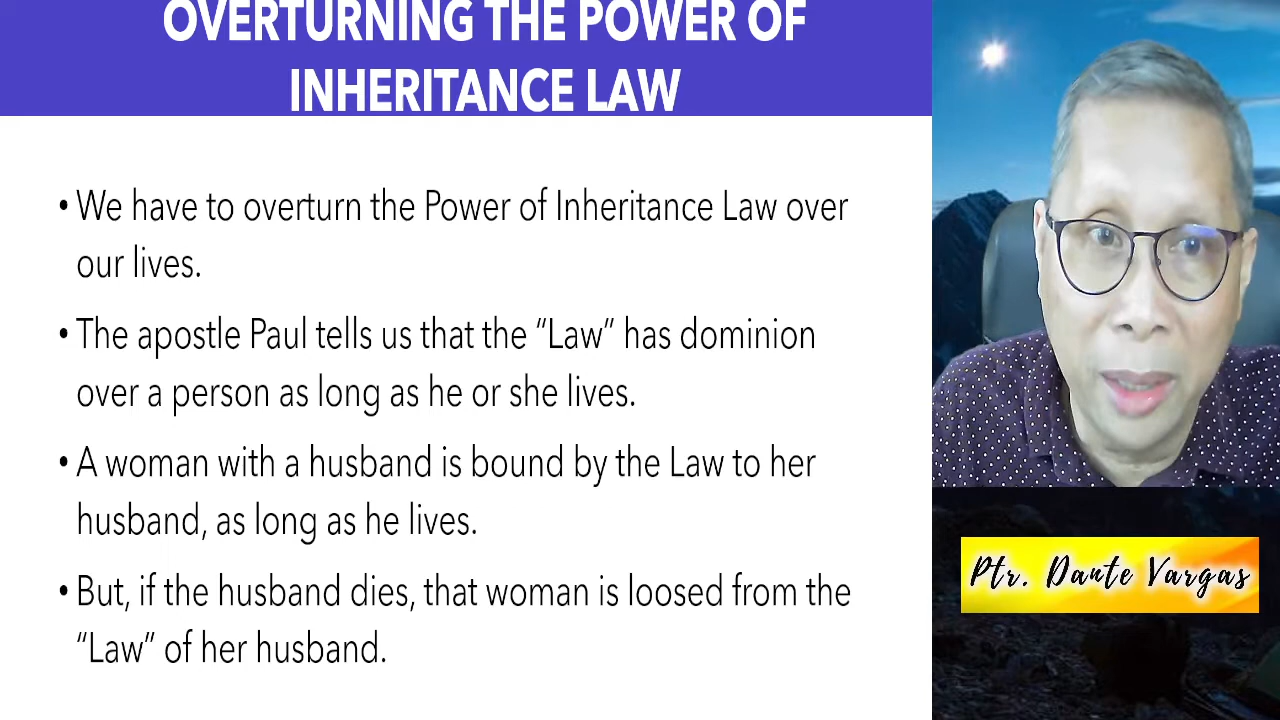 OVERTURNING THE POWER OF
INHERITANCE LAW
• We have to overturn the Power of Inheritance Law over
our lives.
• The apostle Paul tells us that the “Law” has dominion
over a person as long as he or she lives.
• A woman with a husband is bound by the Law to her
husband, as long as he lives.
• But, if the husband dies, that woman is loosed from the
“Law” of her husband.
Ptr. Dante Vargas